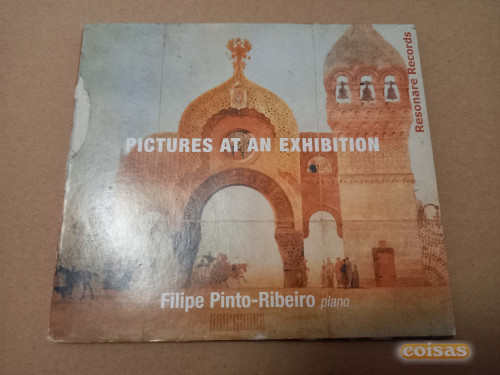 Resonare Records
PICTURES AT AN EXHIBITION
Filipe Pinto-Ribeiro piano
coisas